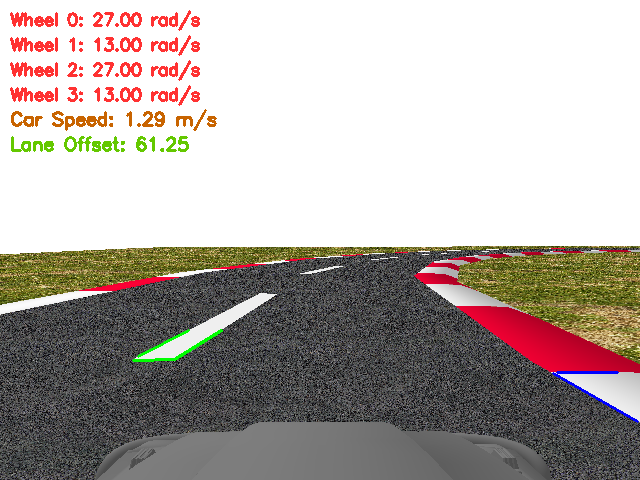 Wheel 0: 27.00 rad/s
Wheel 1: 13.00 rad/s
Wheel 2: 27.00 rad/s
Wheel 3: 13.00 rad/s
Car Speed: 1.29 m/s
Lane Offset: 61.25